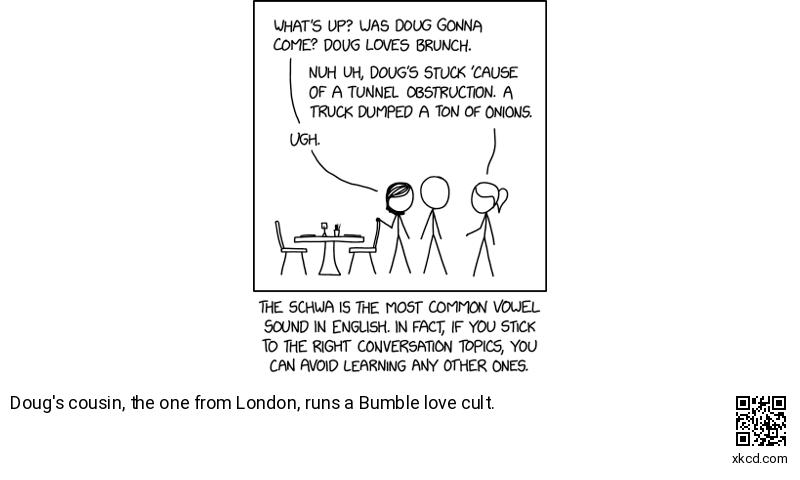 WHAT'S UP? WAS DOUG GONNA
COME? DOUG LOVES BRUNCH.
NUH UH, DOUG'S STUCK 'CAUSE
OF A TUNNEL OBSTRUCTION. A
TRUCK DUMPED A TON OF ONIONS.
UGH.
THE SCHWA IS THE MOST COMMON VOWEL
SOUND IN ENGLISH. IN FACT, IF YOU STICK
TO THE RIGHT CONVERSATION TOPICS, YOU
CAN AVOID LEARNING ANY OTHER ONES.
Doug's cousin, the one from London, runs a Bumble love cult.
xkcd.com